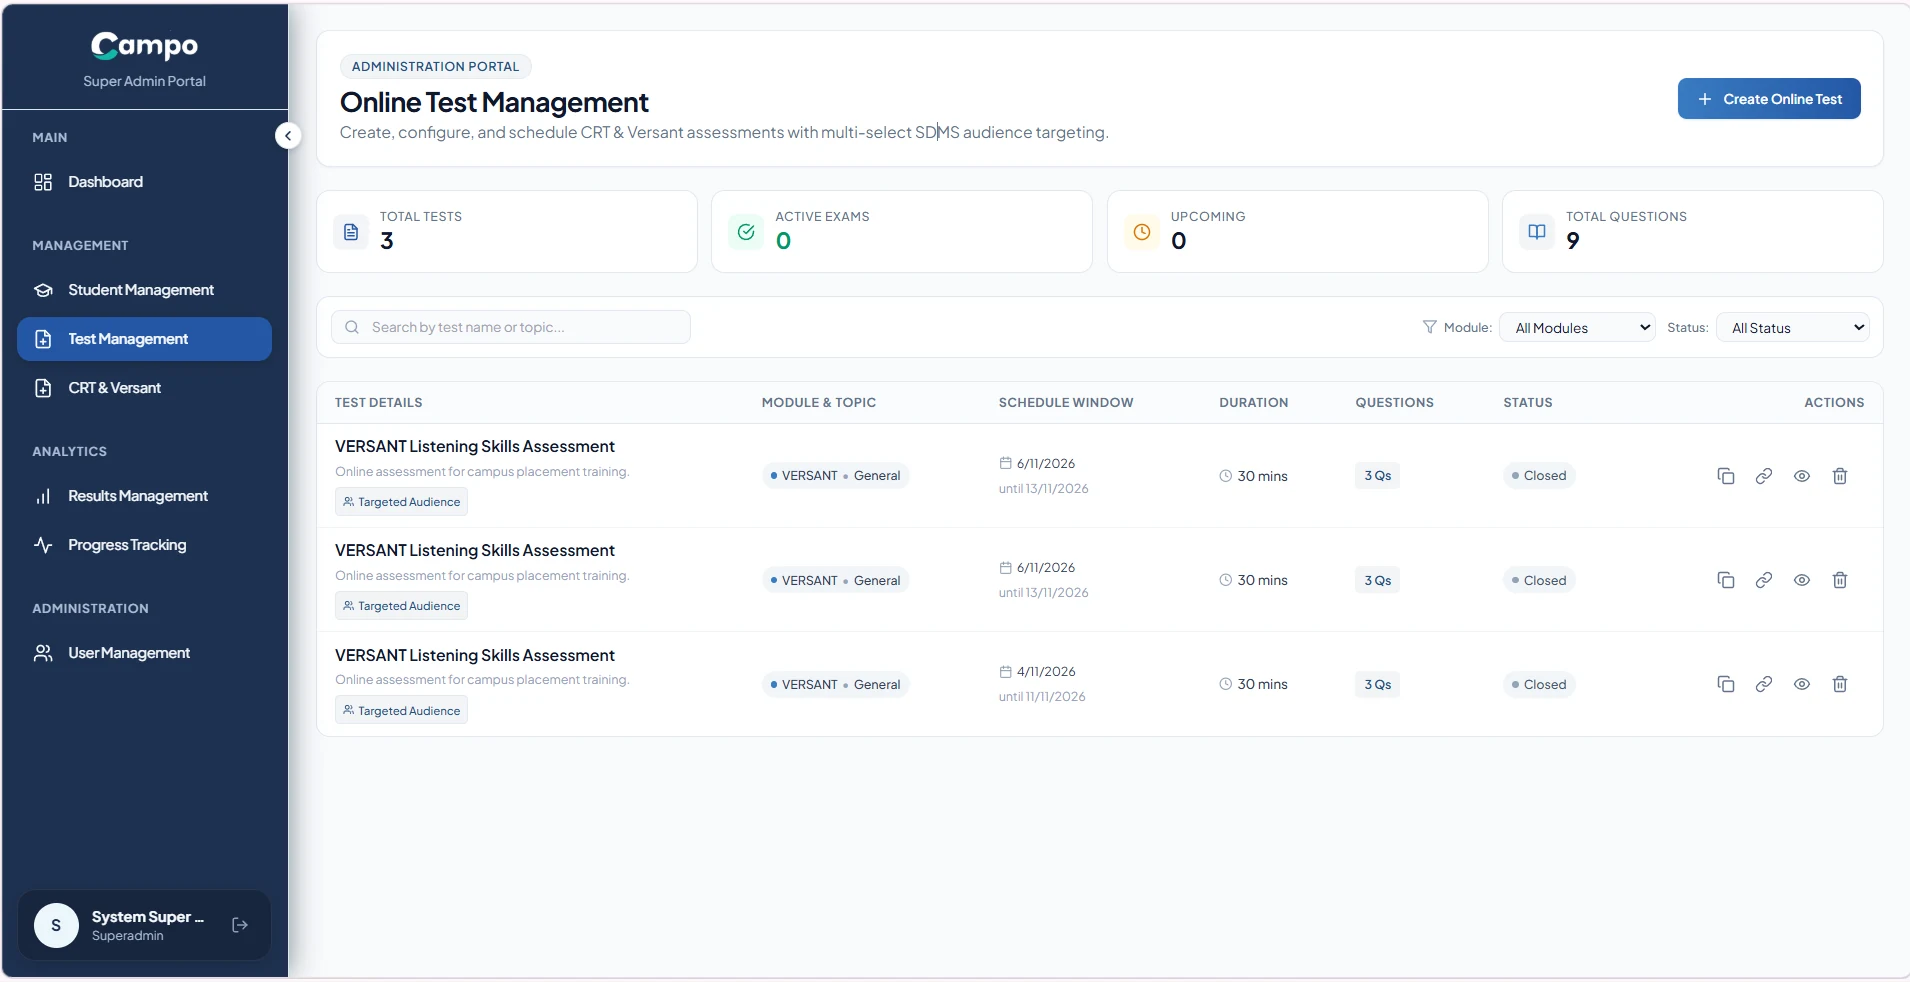 Campo
Super Admin Portal
MAIN
Dashboard
MANAGEMENT
Student Management
Test Management
CRT & Versant
ANALYTICS
Results Management
Progress Tracking
ADMINISTRATION
User Management
S
System Super ...
Superadmin
ADMINISTRATION PORTAL
Online Test Management
Create, configure, and schedule CRT & Versant assessments with multi-select SDMS audience targeting.
+ Create Online Test
TOTAL TESTS
3
ACTIVE EXAMS
0
UPCOMING
0
TOTAL QUESTIONS
9
Search by test name or topic...
Module: All Modules Status: All Status
TEST DETAILS MODULE & TOPIC SCHEDULE WINDOW DURATION QUESTIONS STATUS ACTIONS
VERSANT Listening Skills Assessment
Online assessment for campus placement training.
Targeted Audience
VERSANT • General
6/11/2026
until 13/11/2026
30 mins
3 Qs
Closed
VERSANT Listening Skills Assessment
Online assessment for campus placement training.
Targeted Audience
VERSANT • General
6/11/2026
until 13/11/2026
30 mins
3 Qs
Closed
VERSANT Listening Skills Assessment
Online assessment for campus placement training.
Targeted Audience
VERSANT • General
4/11/2026
until 11/11/2026
30 mins
3 Qs
Closed